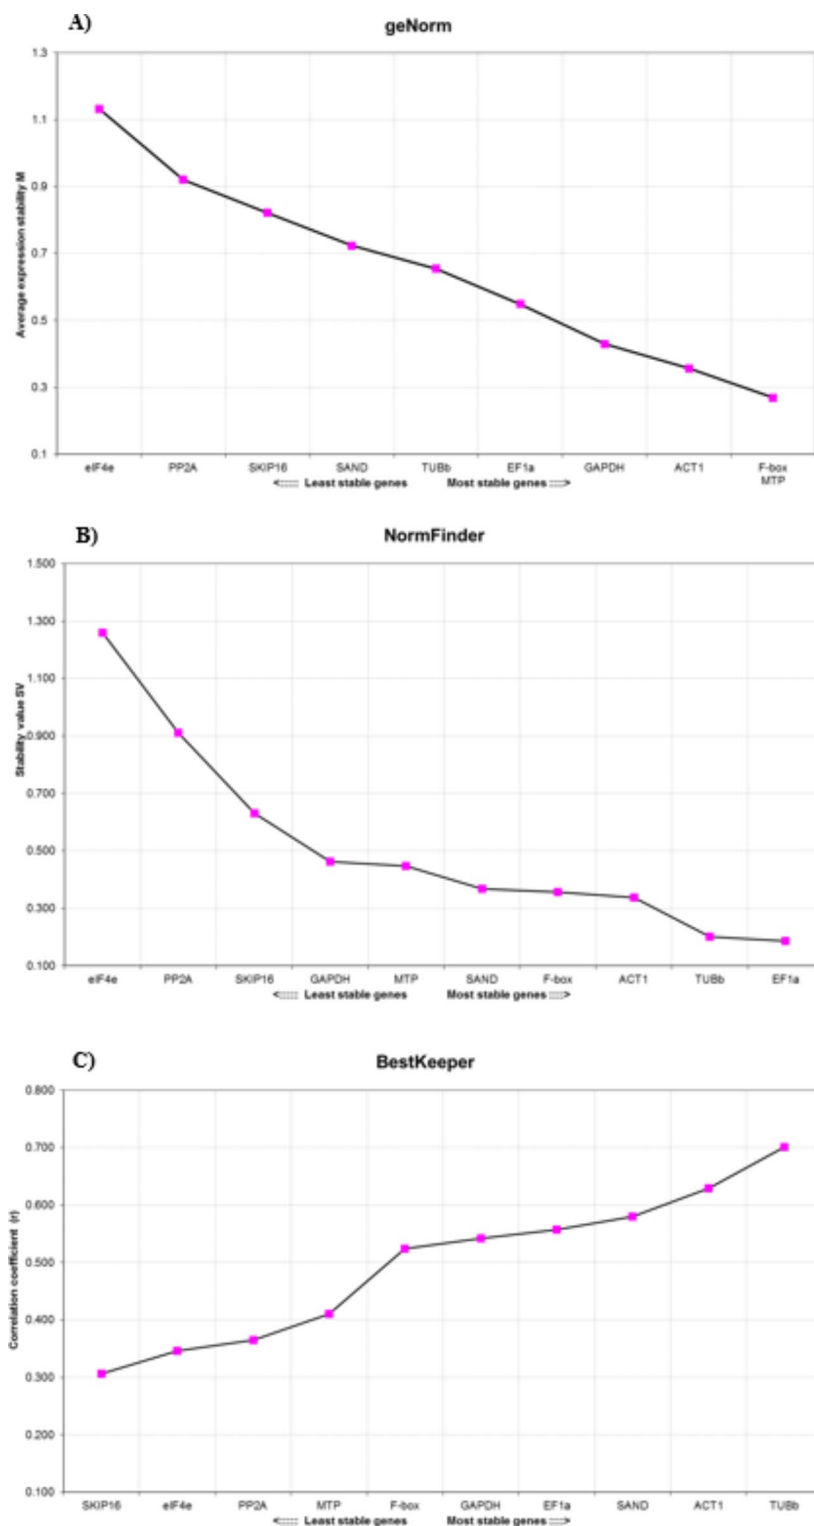 A)
geNorm
Average expression stability M
1.3
1.1
0.9
0.7
0.5
0.3
0.1
eIF4e PP2A SKIP16 SAND TUBb EF1a GAPDH ACT1 F-box
MTP
<::::: Least stable genes Most stable genes :::::>
B)
NormFinder
Stability value SV
1.500
1.300
1.100
0.900
0.700
0.500
0.300
0.100
eIF4e PP2A SKIP16 GAPDH MTP SAND F-box ACT1 TUBb EF1a
<::::: Least stable genes Most stable genes :::::>
C)
BestKeeper
Correlation coefficient (r)
0.800
0.700
0.600
0.500
0.400
0.300
0.200
0.100
SKIP16 eIF4e PP2A MTP F-box GAPDH EF1a SAND ACT1 TUBb
<::::: Least stable genes Most stable genes :::::>